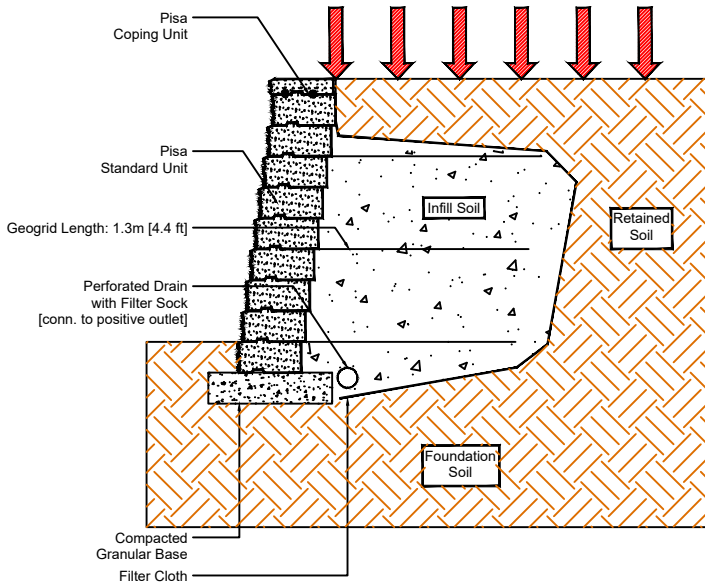 Pisa
Coping Unit
Pisa
Standard Unit
Infill Soil
Retained
Soil
Geogrid Length: 1.3m [4.4 ft]
Perforated Drain
with Filter Sock
[conn. to positive outlet]
Foundation
Soil
Compacted
Granular Base
Filter Cloth